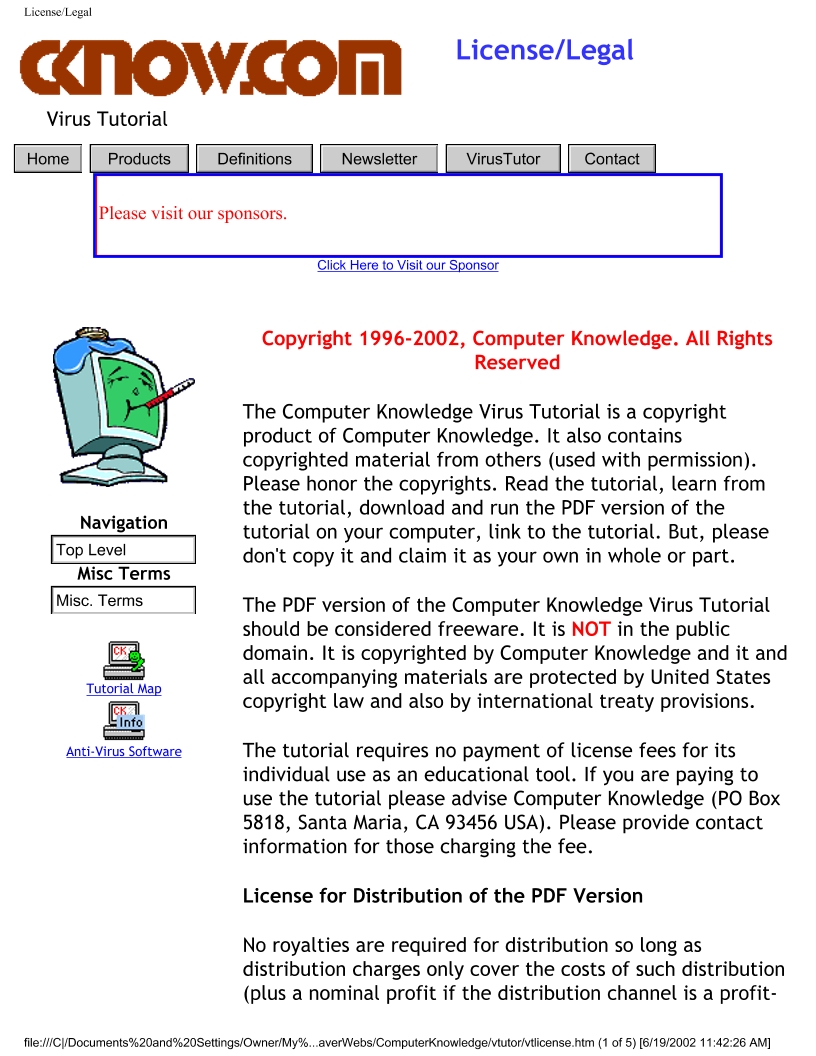 License/Legal
cknow.com
License/Legal
Virus Tutorial
Home Products Definitions Newsletter VirusTutor Contact
Please visit our sponsors.
Click Here to Visit our Sponsor
Copyright 1996-2002, Computer Knowledge. All Rights
Reserved
The Computer Knowledge Virus Tutorial is a copyright
product of Computer Knowledge. It also contains
copyrighted material from others (used with permission).
Please honor the copyrights. Read the tutorial, learn from
the tutorial, download and run the PDF version of the
tutorial on your computer, link to the tutorial. But, please
don't copy it and claim it as your own in whole or part.
Navigation
Top Level
Misc Terms
Misc. Terms
CK
Tutorial Map
CK
Info
Anti-Virus Software
The PDF version of the Computer Knowledge Virus Tutorial
should be considered freeware. It is NOT in the public
domain. It is copyrighted by Computer Knowledge and it and
all accompanying materials are protected by United States
copyright law and also by international treaty provisions.
The tutorial requires no payment of license fees for its
individual use as an educational tool. If you are paying to
use the tutorial please advise Computer Knowledge (PO Box
5818, Santa Maria, CA 93456 USA). Please provide contact
information for those charging the fee.
License for Distribution of the PDF Version
No royalties are required for distribution so long as
distribution charges only cover the costs of such distribution
(plus a nominal profit if the distribution channel is a profit-
file:///C|/Documents%20and%20Settings/Owner/My%...averWebs/ComputerKnowledge/vtutor/vtlicense.htm (1 of 5) [6/19/2002 11:42:26 AM]